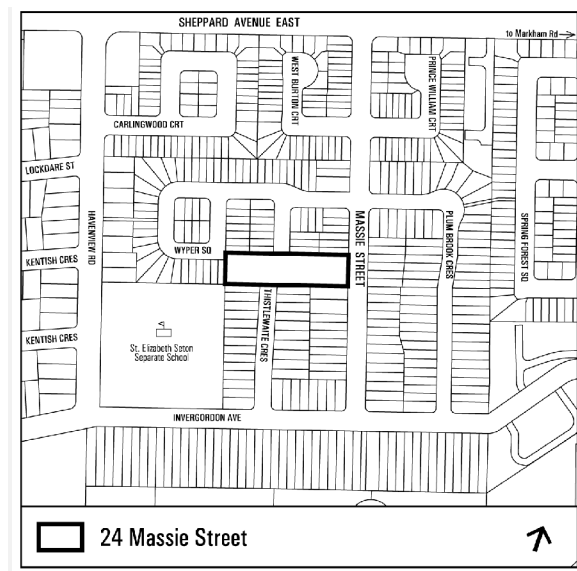 SHEPPARD AVENUE EAST
to Markham Rd
WEST BURTON CRT
PRINCE WILLIAM CRT
CARLINGWOOD CRT
LOCKDARE ST
HAVENVIEW RD
MASSIE STREET
PLUM BROOK CRES
SPRING FOREST SQ
WYPER SQ
KENTISH CRES
THISTLEWAITE CRES
KENTISH CRES
St. Elizabeth Seton
Separate School
INVERGORDON AVE
24 Massie Street